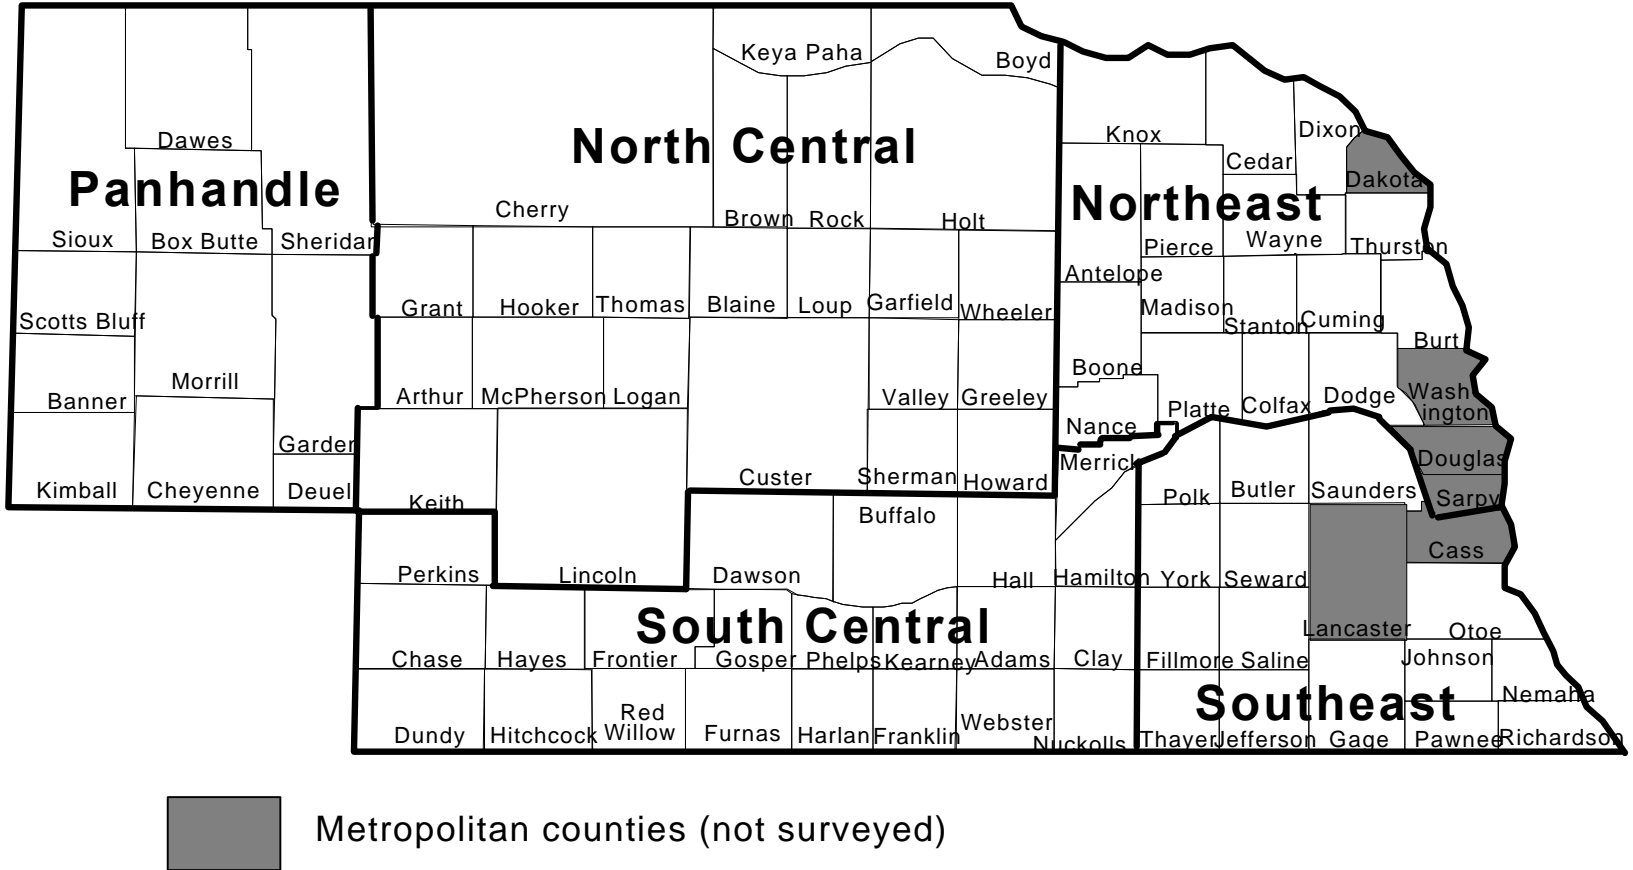 Keya Paha
Boyd
Dawes
North Central
Knox
Dixon
Cedar
Panhandle
Northeast
Dakota
Cherry
Brown
Rock
Holt
Sioux
Box Butte
Sheridan
Pierce
Wayne
Thurston
Antelope
Scotts Bluff
Grant
Hooker
Thomas
Blaine
Loup
Garfield
Wheeler
Madison
Stanton
Cuming
Burt
Banner
Morrill
Arthur
McPherson
Logan
Valley
Greeley
Boone
Platte
Colfax
Dodge
Wash
ington
Nance
Garden
Merrick
Douglas
Kimball
Cheyenne
Deuel
Keith
Custer
Sherman
Howard
Polk
Butler
Saunders
Sarpy
Buffalo
Cass
Perkins
Lincoln
Dawson
Hall
Hamilton
York
Seward
South Central
Lancaster
Otoe
Chase
Hayes
Frontier
Gosper
Phelps
Kearney
Adams
Clay
Fillmore
Saline
Johnson
Southeast
Nemaha
Dundy
Hitchcock
Red
Willow
Furnas
Harlan
Franklin
Webster
Nuckolls
Thayer
Jefferson
Gage
Pawnee
Richardson
Metropolitan counties (not surveyed)